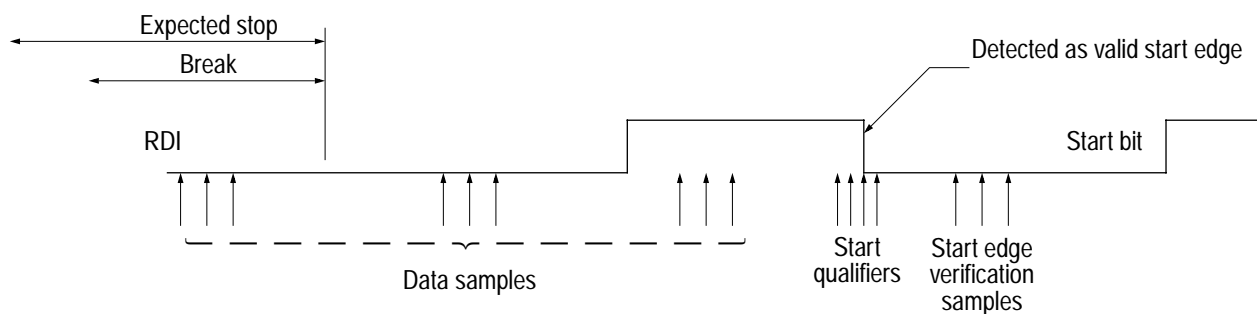 Expected stop
Break
Detected as valid start edge
RDI
Start bit
Data samples
Start
qualifiers
Start edge
verification
samples